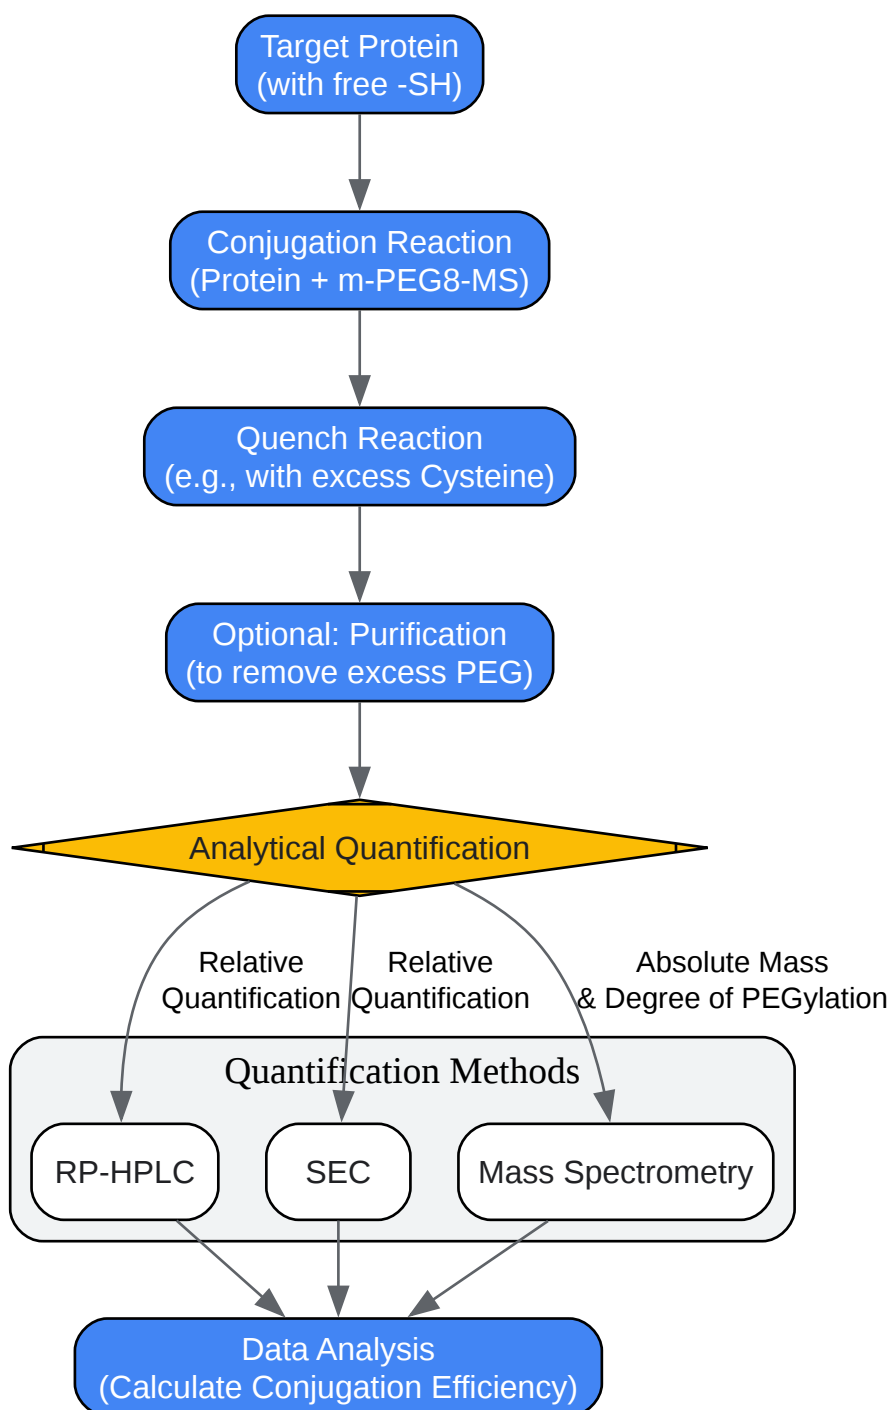 Target Protein
(with free -SH)
Conjugation Reaction
(Protein + m-PEG8-MS)
Quench Reaction
(e.g., with excess Cysteine)
Optional: Purification
(to remove excess PEG)
Analytical Quantification
Relative
Quantification
Relative
Quantification
Absolute Mass
& Degree of PEGylation
Quantification Methods
RP-HPLC
SEC
Mass Spectrometry
Data Analysis
(Calculate Conjugation Efficiency)